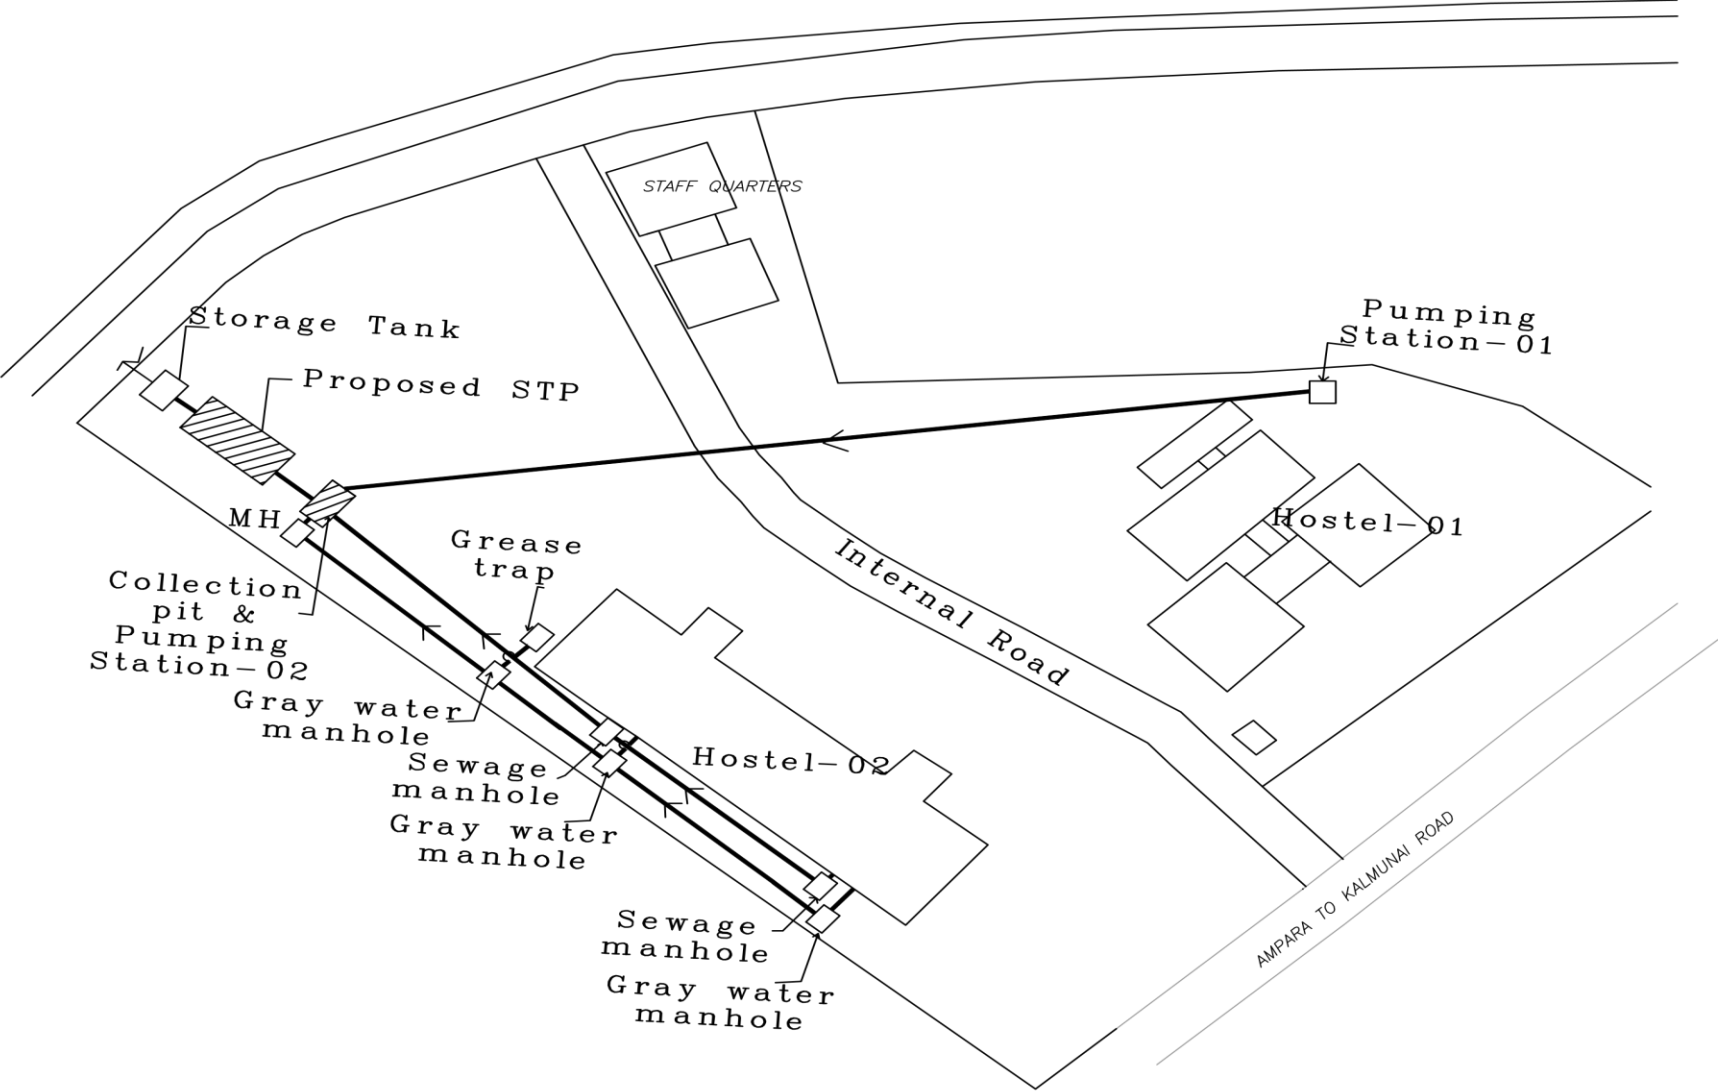 STAFF QUARTERS
Storage Tank
Pumping
Station-01
Proposed STP
MH
Hostel-01
Grease
trap
Internal Road
Collection
pit &
Pumping
Station-02
Gray water
manhole
Sewage
manhole
Hostel-02
Gray water
manhole
AMPARA TO KALMUNAI ROAD
Sewage
manhole
Gray water
manhole